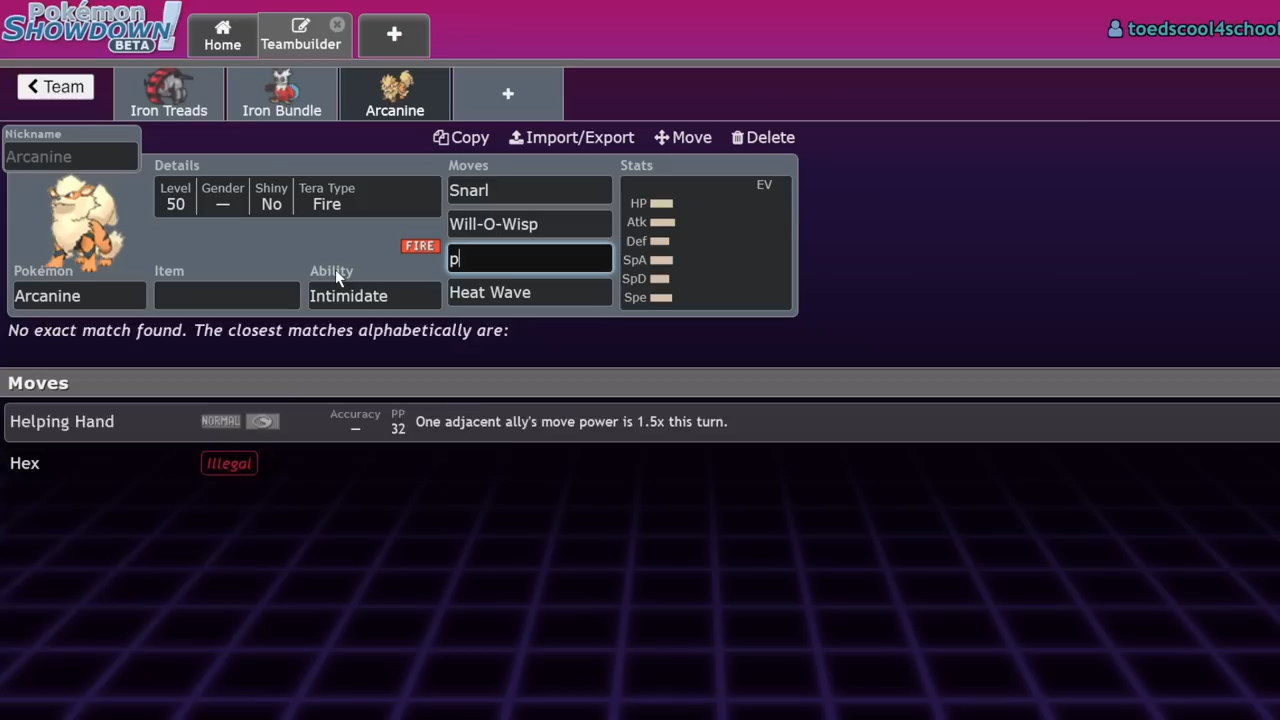 Pokémon
SHOWDOWN!
BETA
Home
Teambuilder
+
toedscool4school
Team
Iron Treads
Iron Bundle
Arcanine
+
Nickname
Arcanine
Copy
Import/Export
Move
Delete
Details
Level
50
Gender
—
Shiny
No
Tera Type
Fire
FIRE
Pokémon
Arcanine
Item
Ability
Intimidate
Moves
Snarl
Will-O-Wisp
p
Heat Wave
Stats
EV
HP
Atk
Def
SpA
SpD
Spe
No exact match found. The closest matches alphabetically are:
Moves
Helping Hand NORMAL Accuracy — PP 32 One adjacent ally's move power is 1.5x this turn.
Hex Illegal